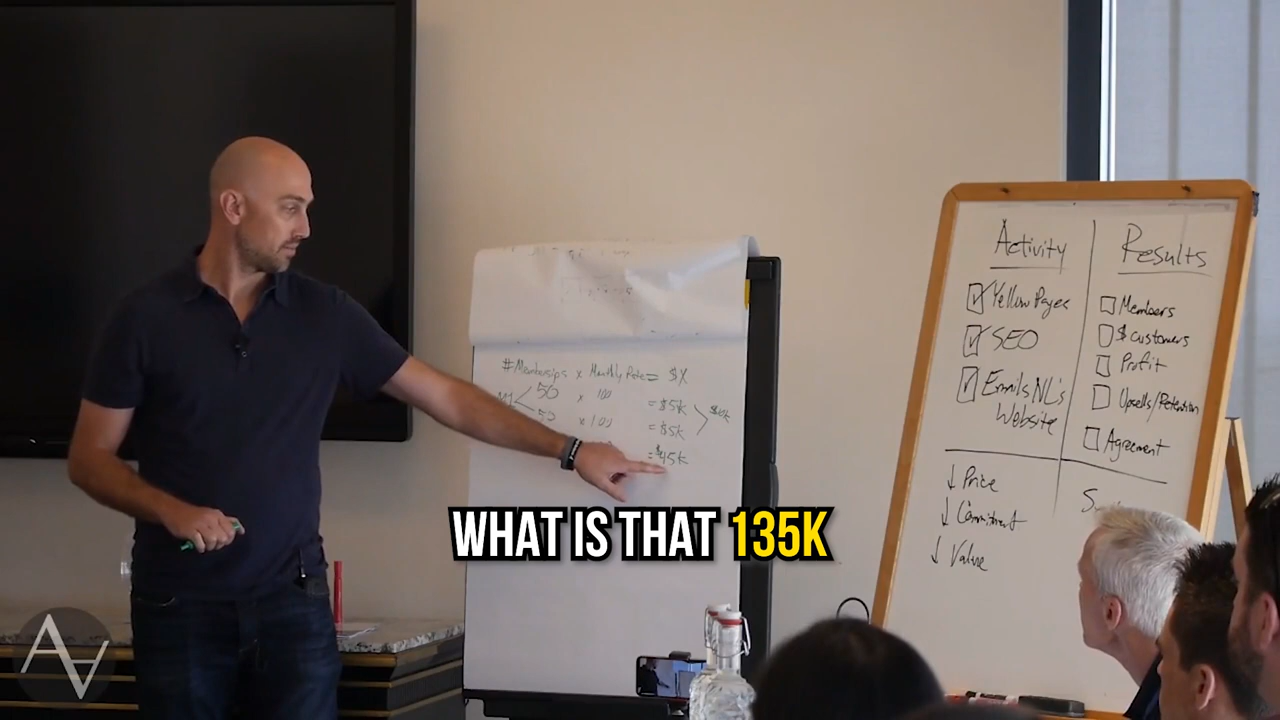 #Memberships x Monthly Rate = $X
50 x 100 = $5k
50 x 100 = $5k
= $45k
Activity
Yellow Pages
SEO
Emails NL's
Website
↓ Price
↓ Commitment
↓ Value
Results
Members
$ customers
Profit
Upsells/Retention
Agreement
WHAT IS THAT 135K